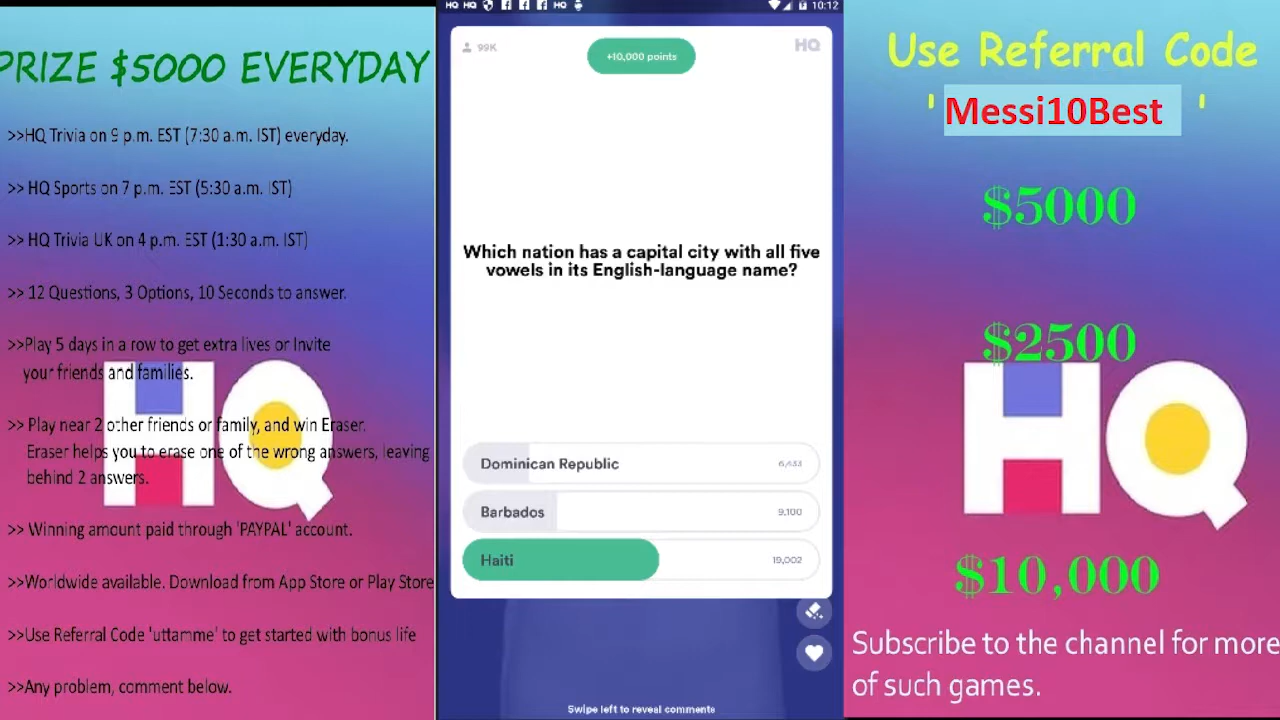 PRIZE $5000 EVERYDAY
>>HQ Trivia on 9 p.m. EST (7:30 a.m. IST) everyday.
>> HQ Sports on 7 p.m. EST (5:30 a.m. IST)
>> HQ Trivia UK on 4 p.m. EST (1:30 a.m. IST)
>> 12 Questions, 3 Options, 10 Seconds to answer.
>>Play 5 days in a row to get extra lives or Invite
your friends and families.
>> Play near 2 other friends or family, and win Eraser.
Eraser helps you to erase one of the wrong answers, leaving
behind 2 answers.
>> Winning amount paid through 'PAYPAL' account.
>>Worldwide available. Download from App Store or Play Store
>>Use Referral Code 'uttamme' to get started with bonus life
>>Any problem, comment below.
HQ
HQ HQ HQ 10:12
99K
+10,000 points
HQ
Which nation has a capital city with all five
vowels in its English-language name?
Dominican Republic 6,433
Barbados 9,100
Haiti 19,002
Swipe left to reveal comments
Use Referral Code
' Messi10Best '
$5000
$2500
HQ
$10,000
Subscribe to the channel for more
of such games.